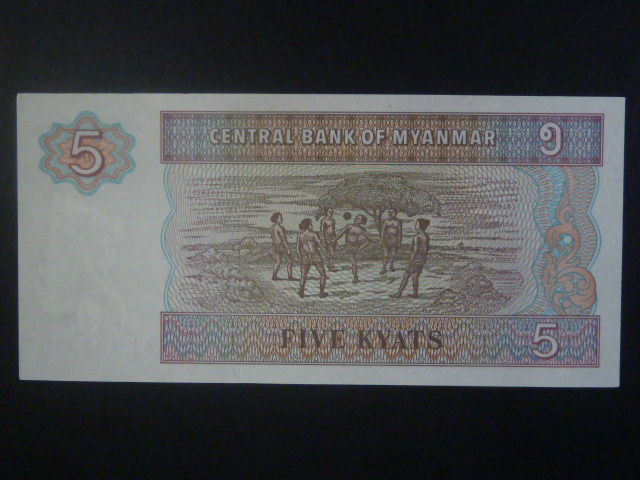 5 CENTRAL BANK OF MYANMAR ၅
FIVE KYATS 5